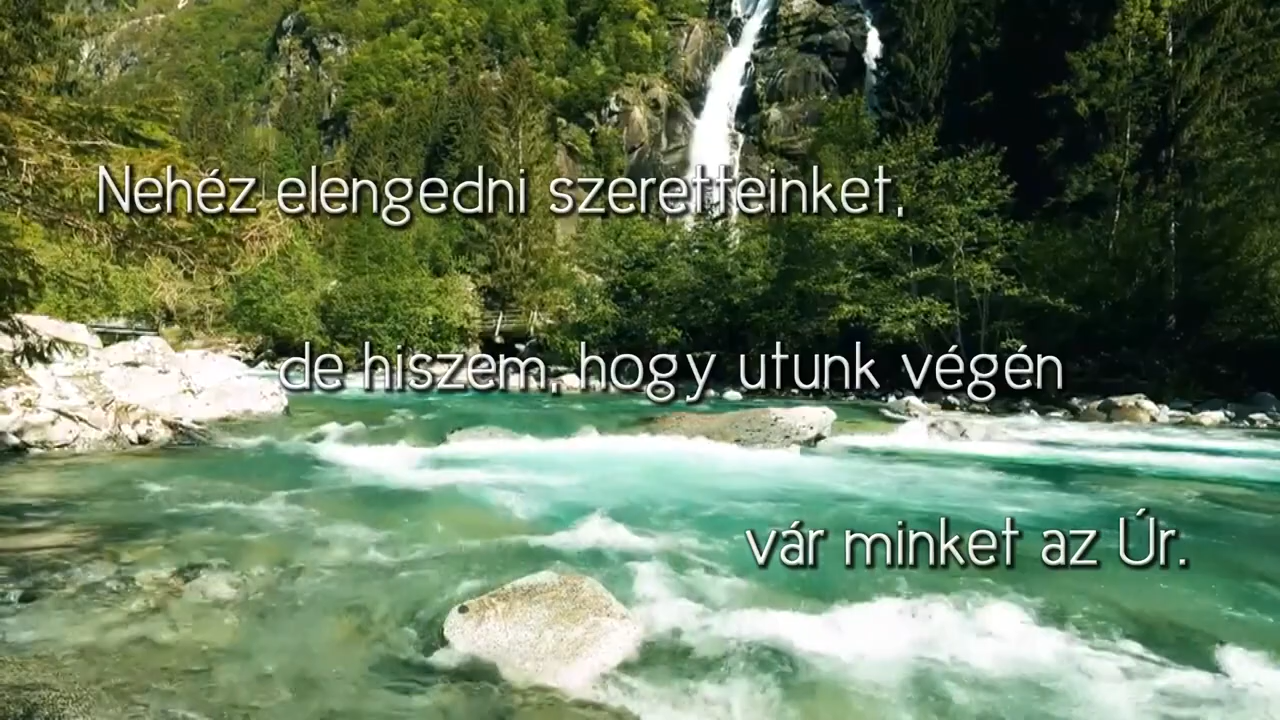 Nehéz elengedni szeretteinket,
de hiszem, hogy utunk végén
vár minket az Úr.